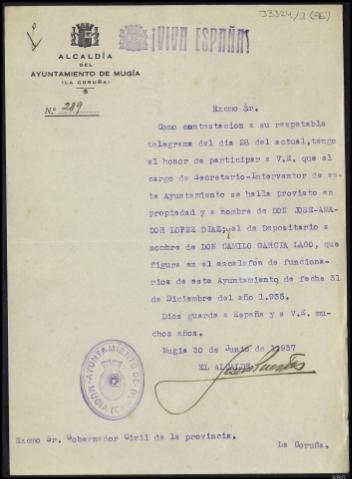 J3324/1 (96)
¡VIVA ESPAÑA!
ALCALDÍA
DEL
AYUNTAMIENTO DE MUGÍA
(LA CORUÑA)
N.º 289
Excmo Sr.
Como contestacion a su respetable
telegrama del dia 28 del actual, tengo
el honor de participar a V.E. que el
cargo de Secretario-Interventor de es-
te Ayuntamiento se halla provisto en
propiedad y a nombre de DON JOSE-AMA-
DOR LOPEZ DIAZ; y el de Depositario a
nombre de DON CAMILO GARCIA LAGO, que
figura en el escalafón de funciona-
rios de este Ayuntamiento de fecha 31
de Diciembre del año 1.935.
Dios guarde a España y a V.E. mu-
chos años.
Mugia 30 de Junio de 1937
EL ALCALDE
AYUNTAMIENTO DE
MUGIA
Excmo Sr. Gobernador Civil de la provincia.
La Coruña.